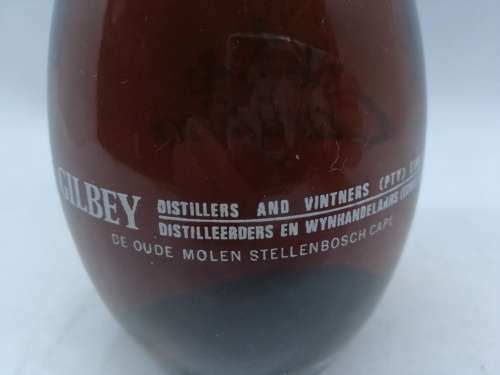 GILBEY DISTILLERS AND VINTNERS (PTY)
DISTILLEERDERS EN WYNHANDELAARS
DE OUDE MOLEN STELLENBOSCH CAPE